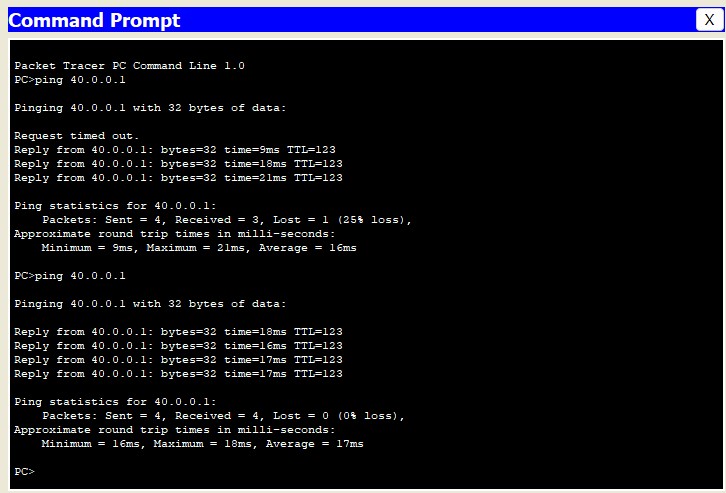 Command Prompt
X
Packet Tracer PC Command Line 1.0
PC>ping 40.0.0.1
Pinging 40.0.0.1 with 32 bytes of data:
Request timed out.
Reply from 40.0.0.1: bytes=32 time=9ms TTL=123
Reply from 40.0.0.1: bytes=32 time=18ms TTL=123
Reply from 40.0.0.1: bytes=32 time=21ms TTL=123
Ping statistics for 40.0.0.1:
Packets: Sent = 4, Received = 3, Lost = 1 (25% loss),
Approximate round trip times in milli-seconds:
Minimum = 9ms, Maximum = 21ms, Average = 16ms
PC>ping 40.0.0.1
Pinging 40.0.0.1 with 32 bytes of data:
Reply from 40.0.0.1: bytes=32 time=18ms TTL=123
Reply from 40.0.0.1: bytes=32 time=16ms TTL=123
Reply from 40.0.0.1: bytes=32 time=17ms TTL=123
Reply from 40.0.0.1: bytes=32 time=17ms TTL=123
Ping statistics for 40.0.0.1:
Packets: Sent = 4, Received = 4, Lost = 0 (0% loss),
Approximate round trip times in milli-seconds:
Minimum = 16ms, Maximum = 18ms, Average = 17ms
PC>